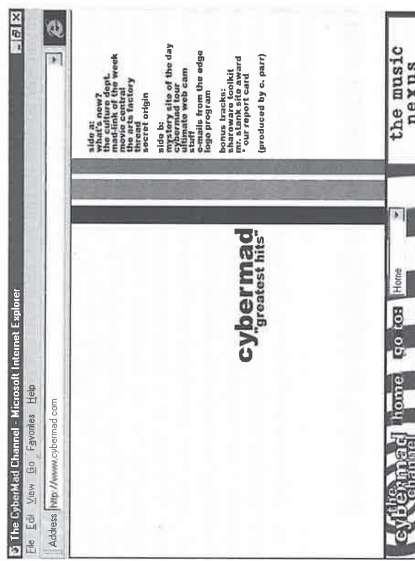 The CyberMad Channel - Microsoft Internet Explorer
File Edit View Go Favorites Help
Address http://www.cybermad.com
cybermad
"greatest hits"
side a:
what's new?
the culture dept.
mad-link of the week
movie central
the arts factory
thread
secret origin
side b:
mystery site of the day
cybermad tour
ultimate web cam
staff
e-mails from the edge
logo program
bonus tracks:
shareware toolkit
mr. stank site award
* our report card
(produced by c. parr)
the
cybermad
channel
home
go to:
Home
the music
nexus